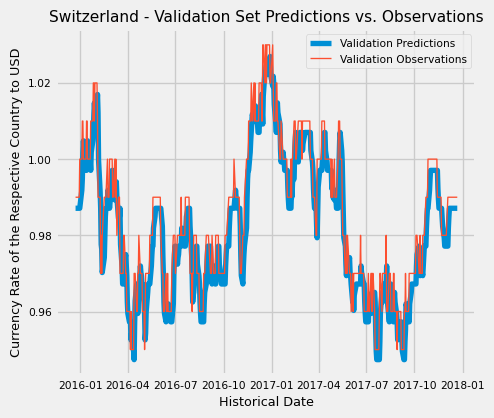 Switzerland - Validation Set Predictions vs. Observations
Validation Predictions
Validation Observations
Currency Rate of the Respective Country to USD
1.02
1.00
0.98
0.96
2016-01 2016-04 2016-07 2016-10 2017-01 2017-04 2017-07 2017-10 2018-01
Historical Date